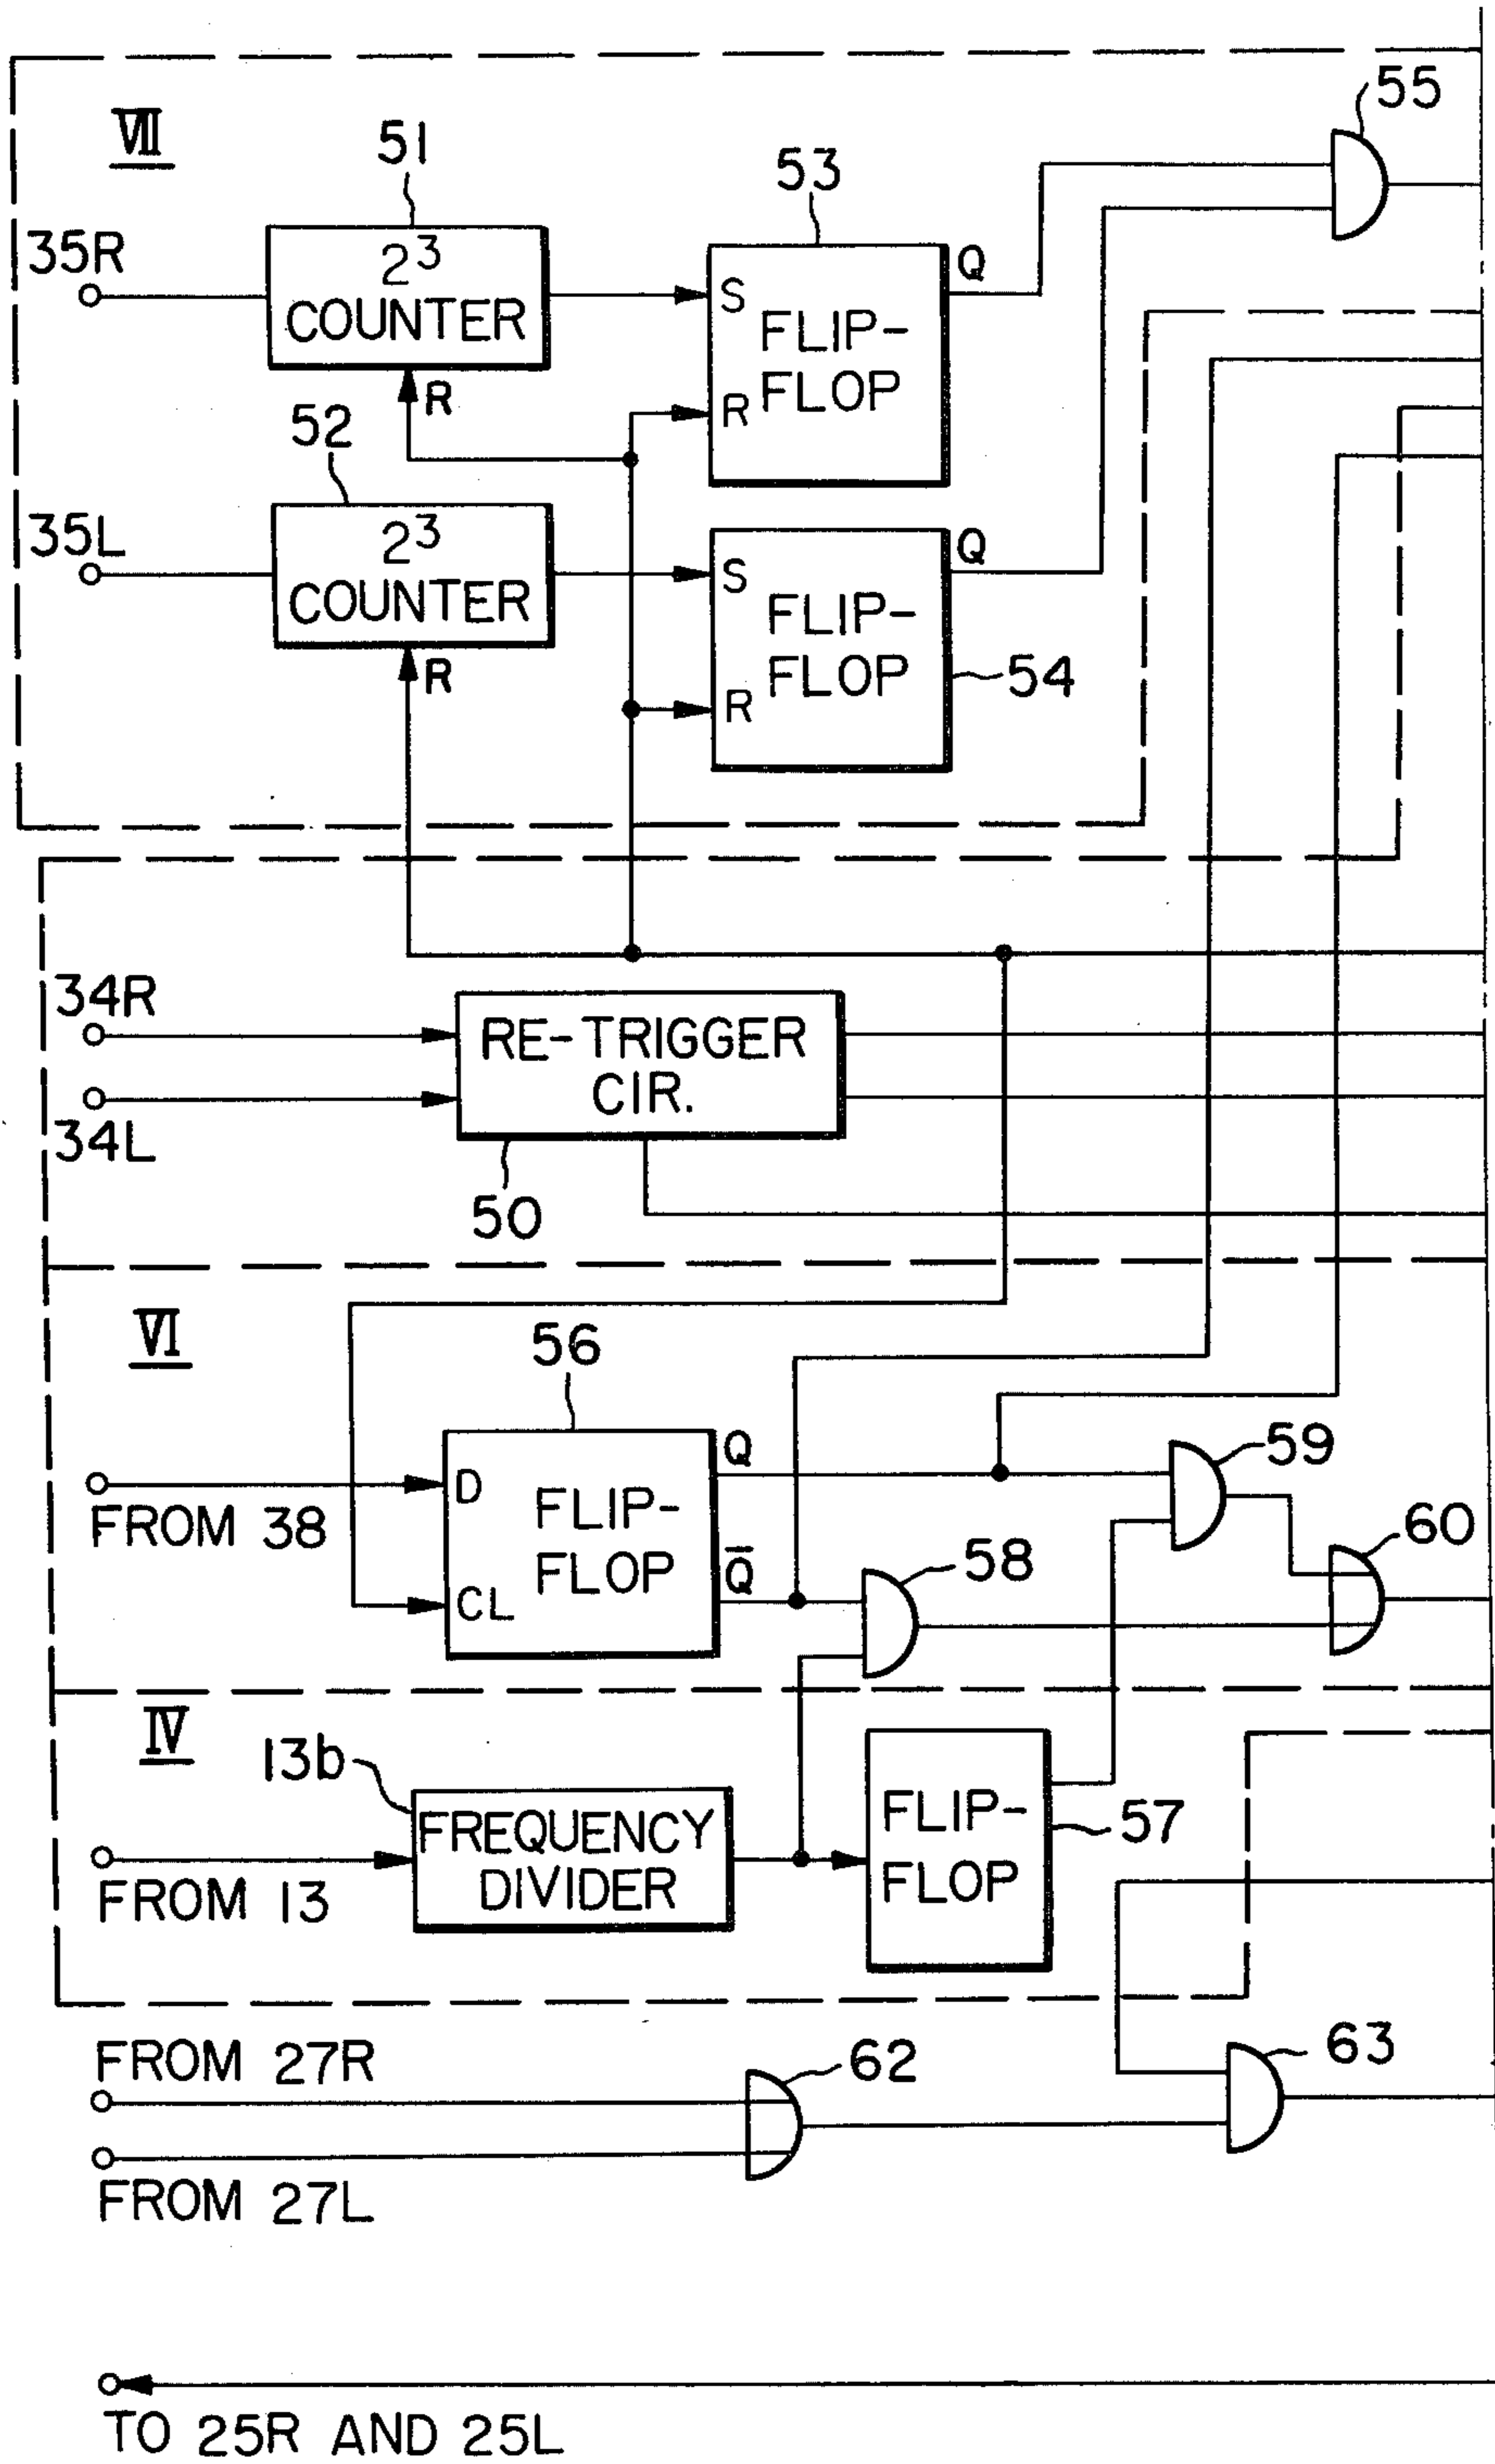 VII
51
53
55
35R
2³
COUNTER
R
S
FLIP-
FLOP
R
Q
52
35L
2³
COUNTER
R
S
FLIP-
FLOP
R
Q
54
34R
34L
RE-TRIGGER
CIR.
50
VI
56
FROM 38
D
FLIP-
FLOP
CL
Q
Q̅
58
59
60
IV
13b
FROM 13
FREQUENCY
DIVIDER
FLIP-
FLOP
57
FROM 27R
FROM 27L
62
63
TO 25R AND 25L